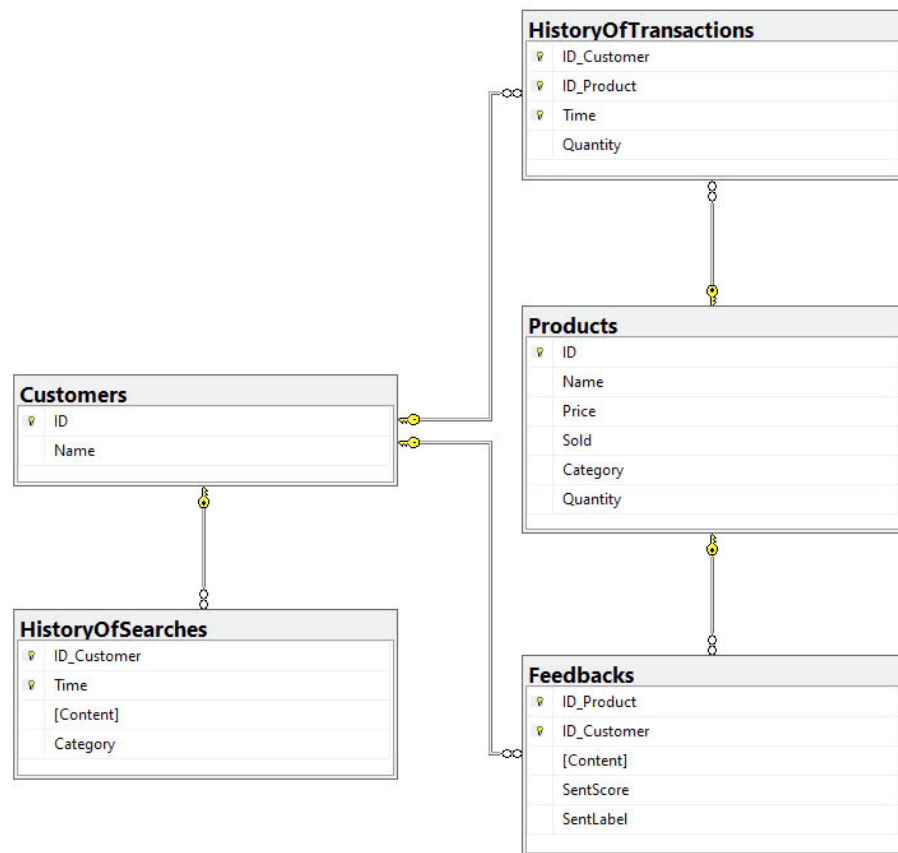 HistoryOfTransactions
ID_Customer
ID_Product
Time
Quantity
Products
ID
Name
Price
Sold
Category
Quantity
Customers
ID
Name
HistoryOfSearches
ID_Customer
Time
[Content]
Category
Feedbacks
ID_Product
ID_Customer
[Content]
SentScore
SentLabel